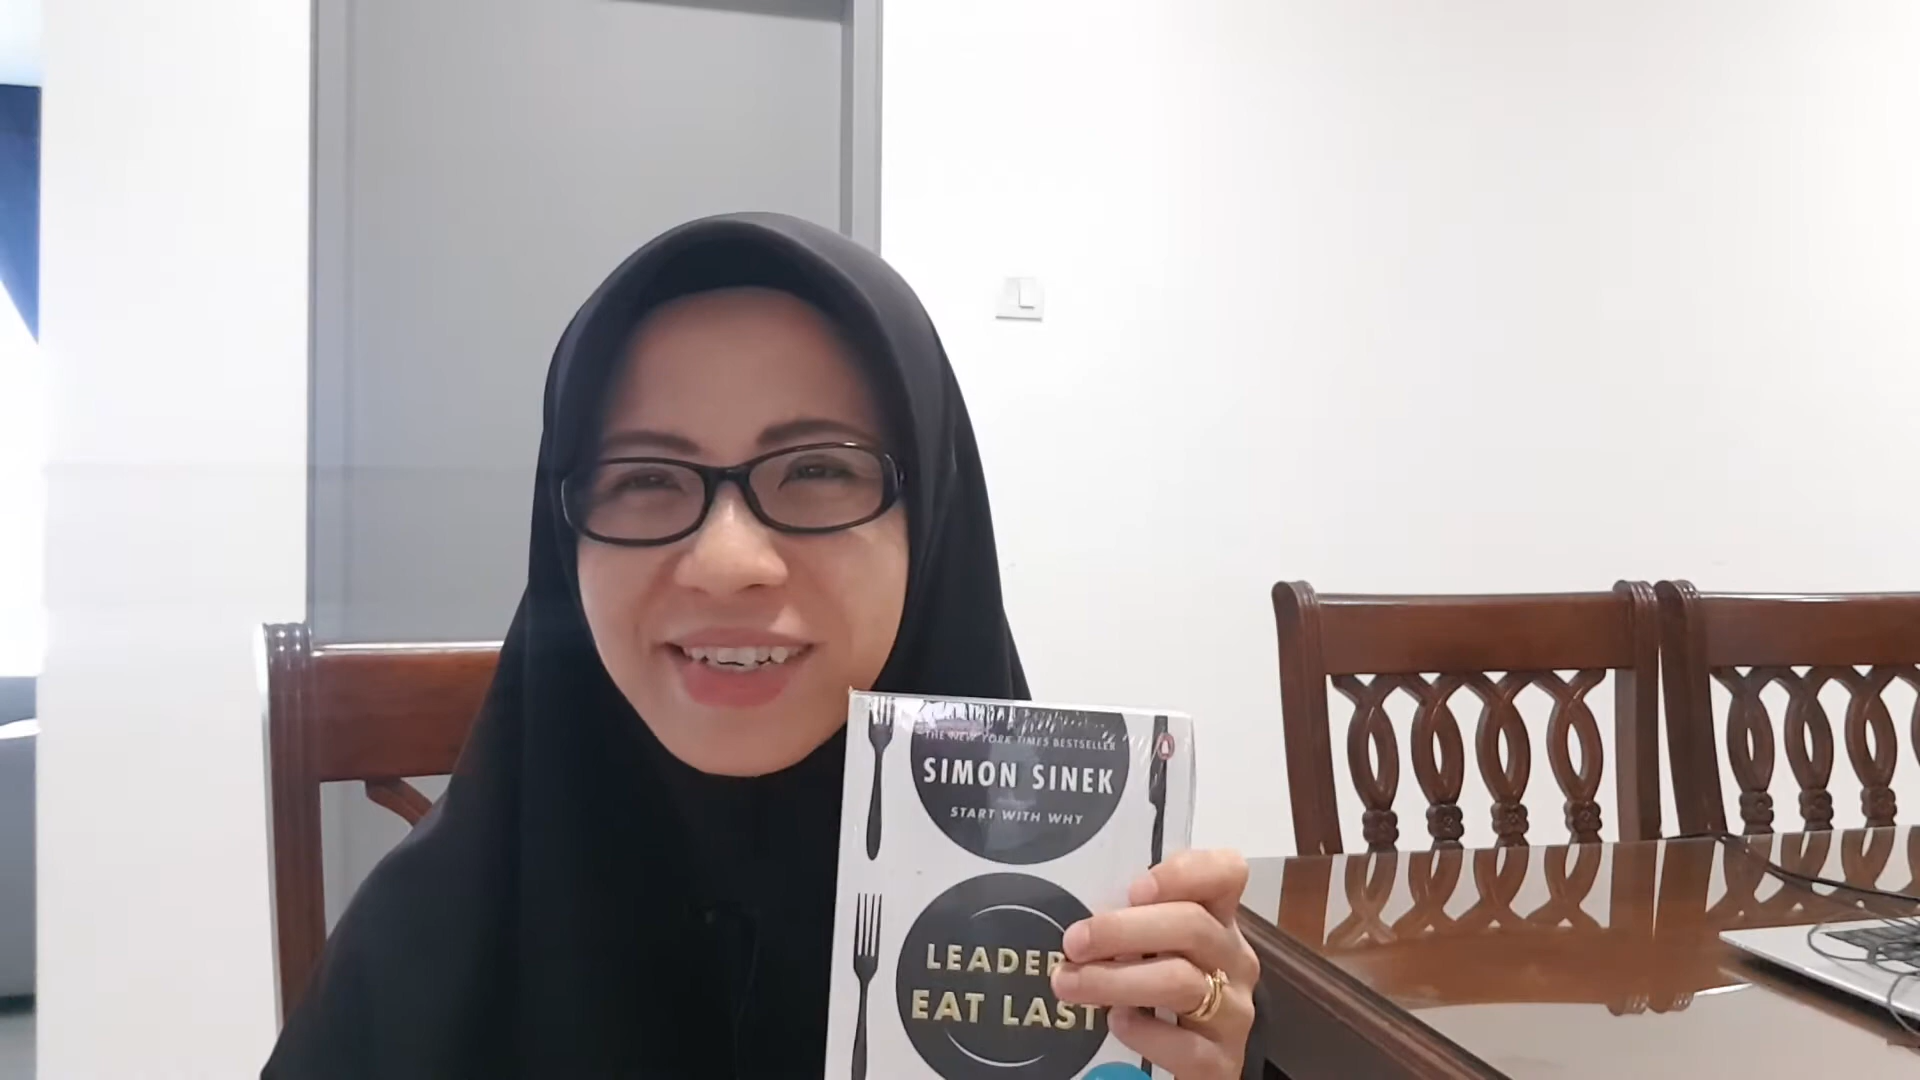 THE NEW YORK TIMES BESTSELLER
SIMON SINEK
START WITH WHY
LEADER
EAT LAST